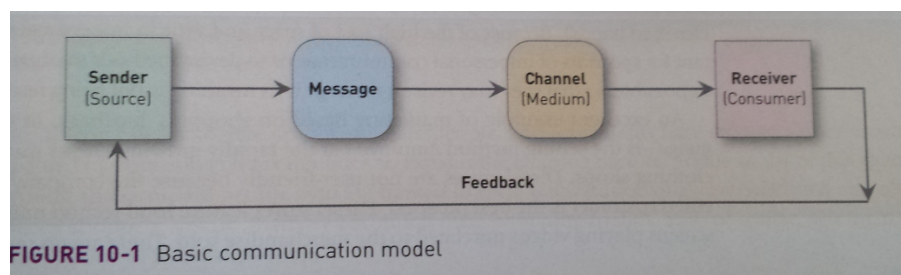 Sender
(Source)
Message
Channel
(Medium)
Receiver
(Consumer)
Feedback
FIGURE 10-1 Basic communication model